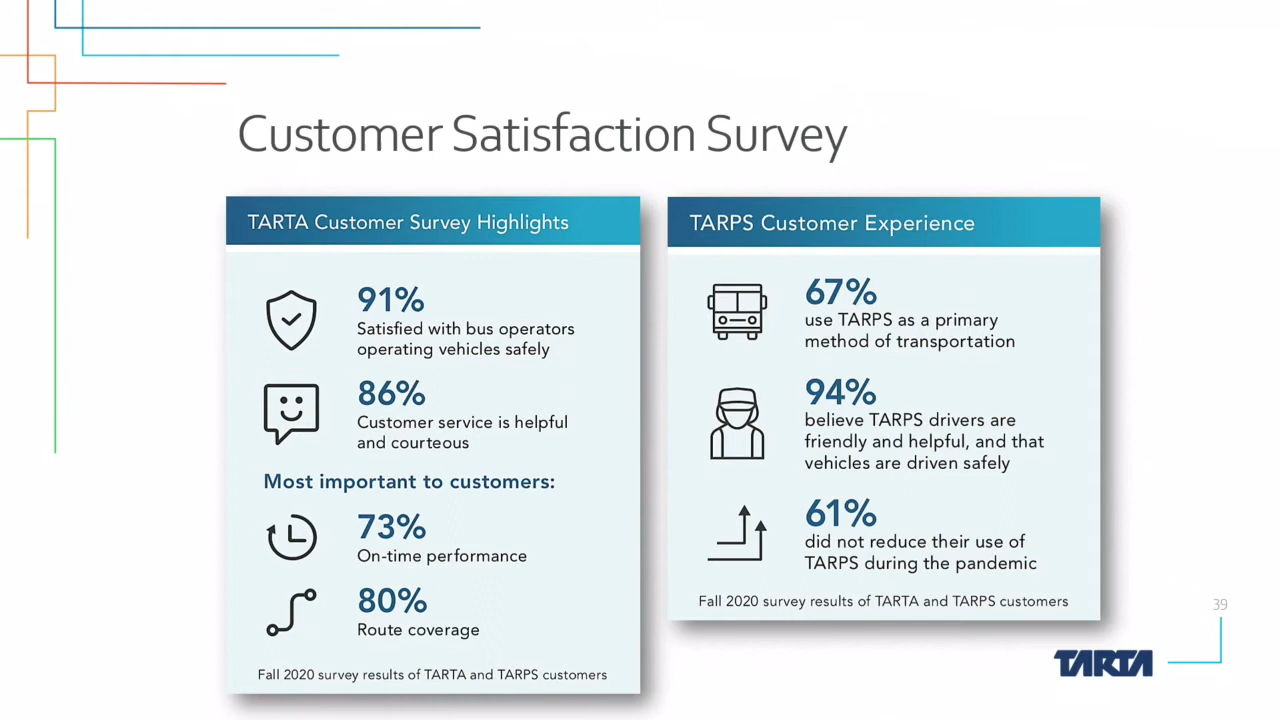 Customer Satisfaction Survey
TARTA Customer Survey Highlights
91%
Satisfied with bus operators
operating vehicles safely
86%
Customer service is helpful
and courteous
Most important to customers:
73%
On-time performance
80%
Route coverage
Fall 2020 survey results of TARTA and TARPS customers
TARPS Customer Experience
67%
use TARPS as a primary
method of transportation
94%
believe TARPS drivers are
friendly and helpful, and that
vehicles are driven safely
61%
did not reduce their use of
TARPS during the pandemic
Fall 2020 survey results of TARTA and TARPS customers
39
TARTA